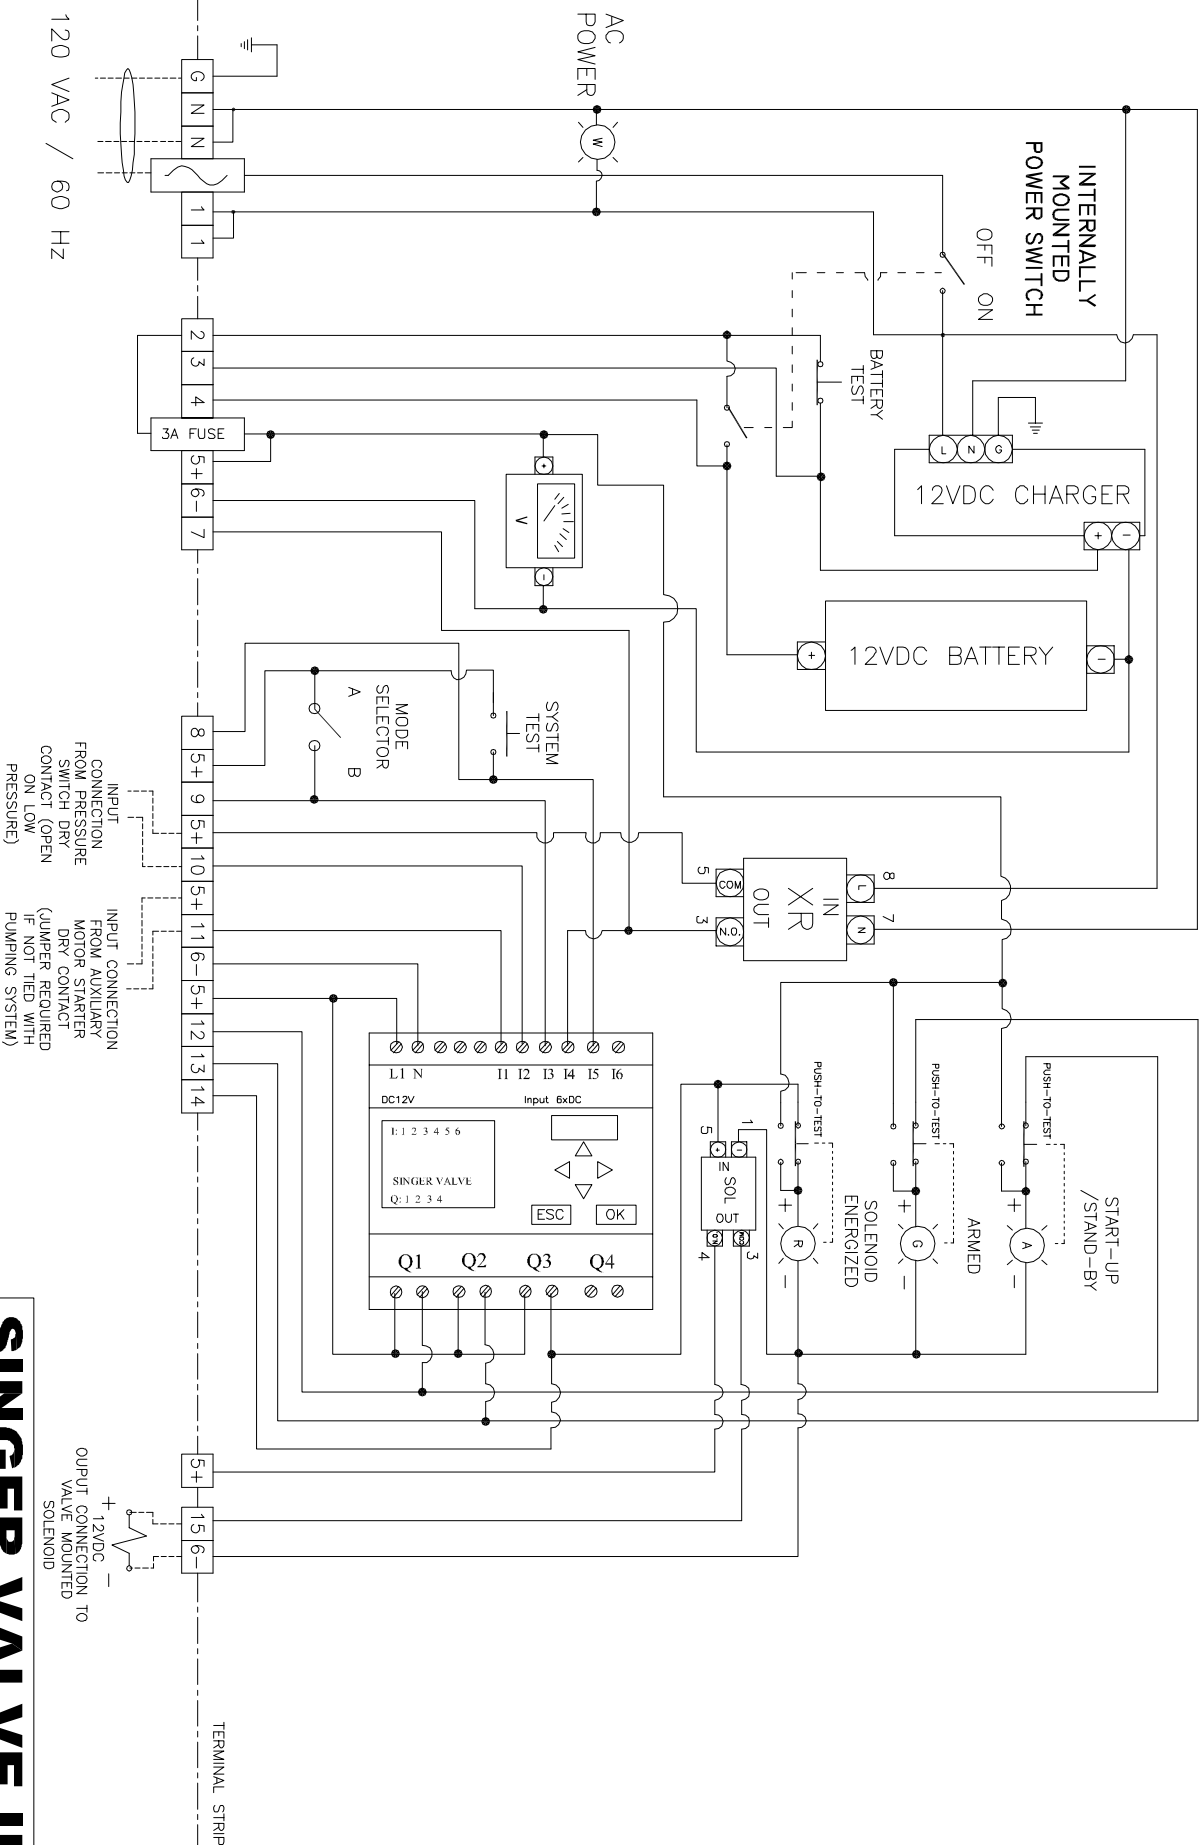 120 VAC / 60 Hz
AC
POWER
W
INTERNALLY
MOUNTED
POWER SWITCH
OFF ON
G
N
N
1
1
2
3
4
3A FUSE
5+
6-
7
BATTERY
TEST
L N G
12VDC CHARGER
+ -
+ 12VDC BATTERY -
+
V
-
SYSTEM
TEST
MODE
SELECTOR
A B
8
5+
9
5+
10
5+
11
6-
5+
12
13
14
INPUT
CONNECTION
FROM PRESSURE
SWITCH DRY
CONTACT (OPEN
ON LOW
PRESSURE)
INPUT CONNECTION
FROM AUXILIARY
MOTOR STARTER
DRY CONTACT
(JUMPER REQUIRED
IF NOT TIED WITH
PUMPING SYSTEM)
8 7
L N
IN
XR
OUT
COM N.O.
5 3
L1 N I1 I2 I3 I4 I5 I6
DC12V Input 6xDC
I: 1 2 3 4 5 6
SINGER VALVE
Q: 1 2 3 4
ESC OK
Q1 Q2 Q3 Q4
PUSH-TO-TEST
PUSH-TO-TEST
PUSH-TO-TEST
START-UP
/STAND-BY
+ A -
ARMED
+ G -
SOLENOID
ENERGIZED
+ R -
1
5
+ -
IN
SOL
OUT
4 3
5+
15
6-
+ 12VDC -
OUPUT CONNECTION TO
VALVE MOUNTED
SOLENOID
TERMINAL STRIP
SINGER VALVE